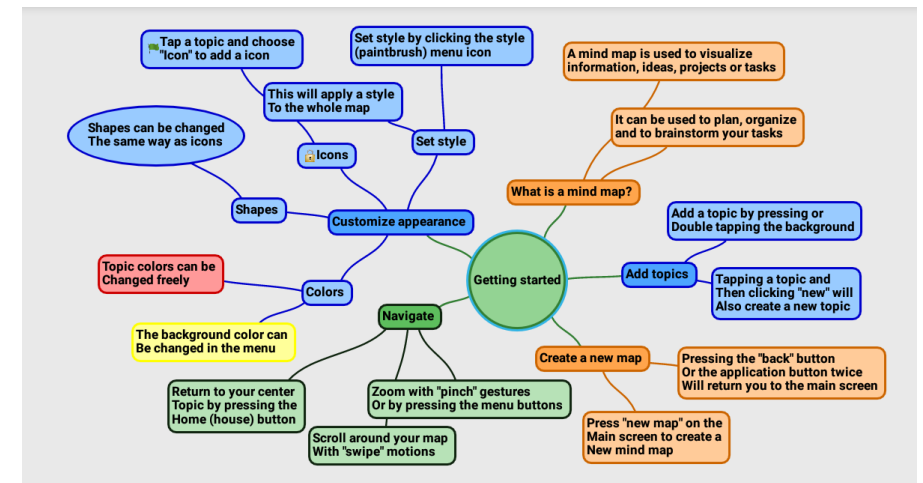 Tap a topic and choose
"Icon" to add a icon
Set style by clicking the style
(paintbrush) menu icon
A mind map is used to visualize
information, ideas, projects or tasks
This will apply a style
To the whole map
It can be used to plan, organize
and to brainstorm your tasks
Shapes can be changed
The same way as icons
Set style
Icons
What is a mind map?
Shapes
Customize appearance
Add a topic by pressing or
Double tapping the background
Getting started
Add topics
Topic colors can be
Changed freely
Tapping a topic and
Then clicking "new" will
Also create a new topic
Colors
Navigate
The background color can
Be changed in the menu
Create a new map
Pressing the "back" button
Or the application button twice
Will return you to the main screen
Return to your center
Topic by pressing the
Home (house) button
Zoom with "pinch" gestures
Or by pressing the menu buttons
Scroll around your map
With "swipe" motions
Press "new map" on the
Main screen to create a
New mind map